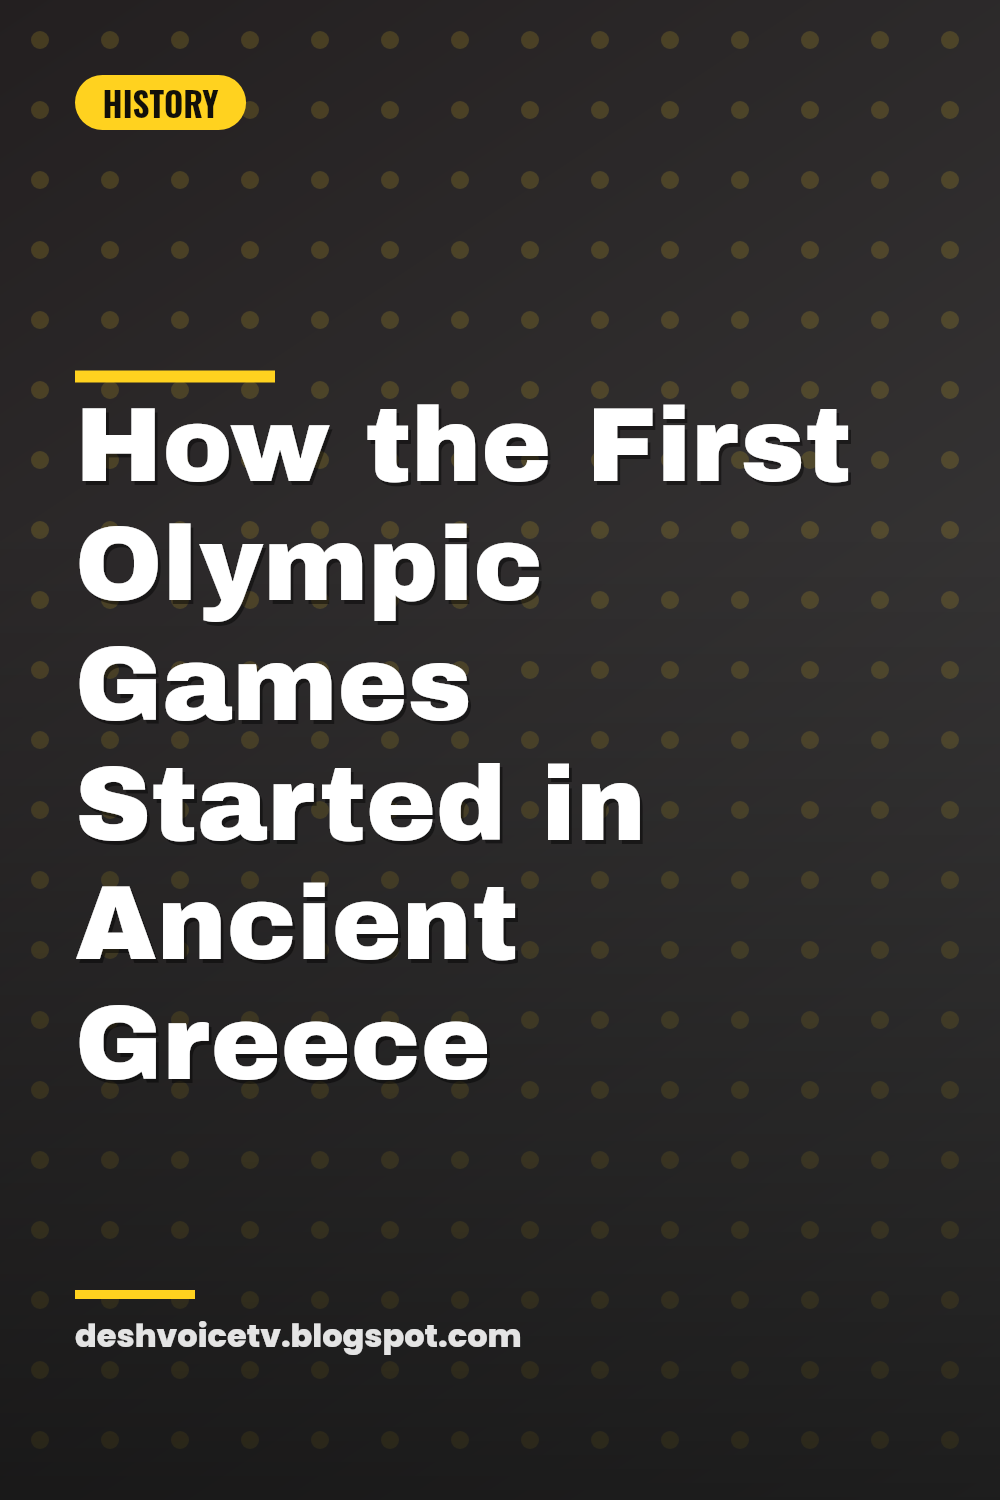 HISTORY
How the First
Olympic
Games
Started in
Ancient
Greece
deshvoicetv.blogspot.com